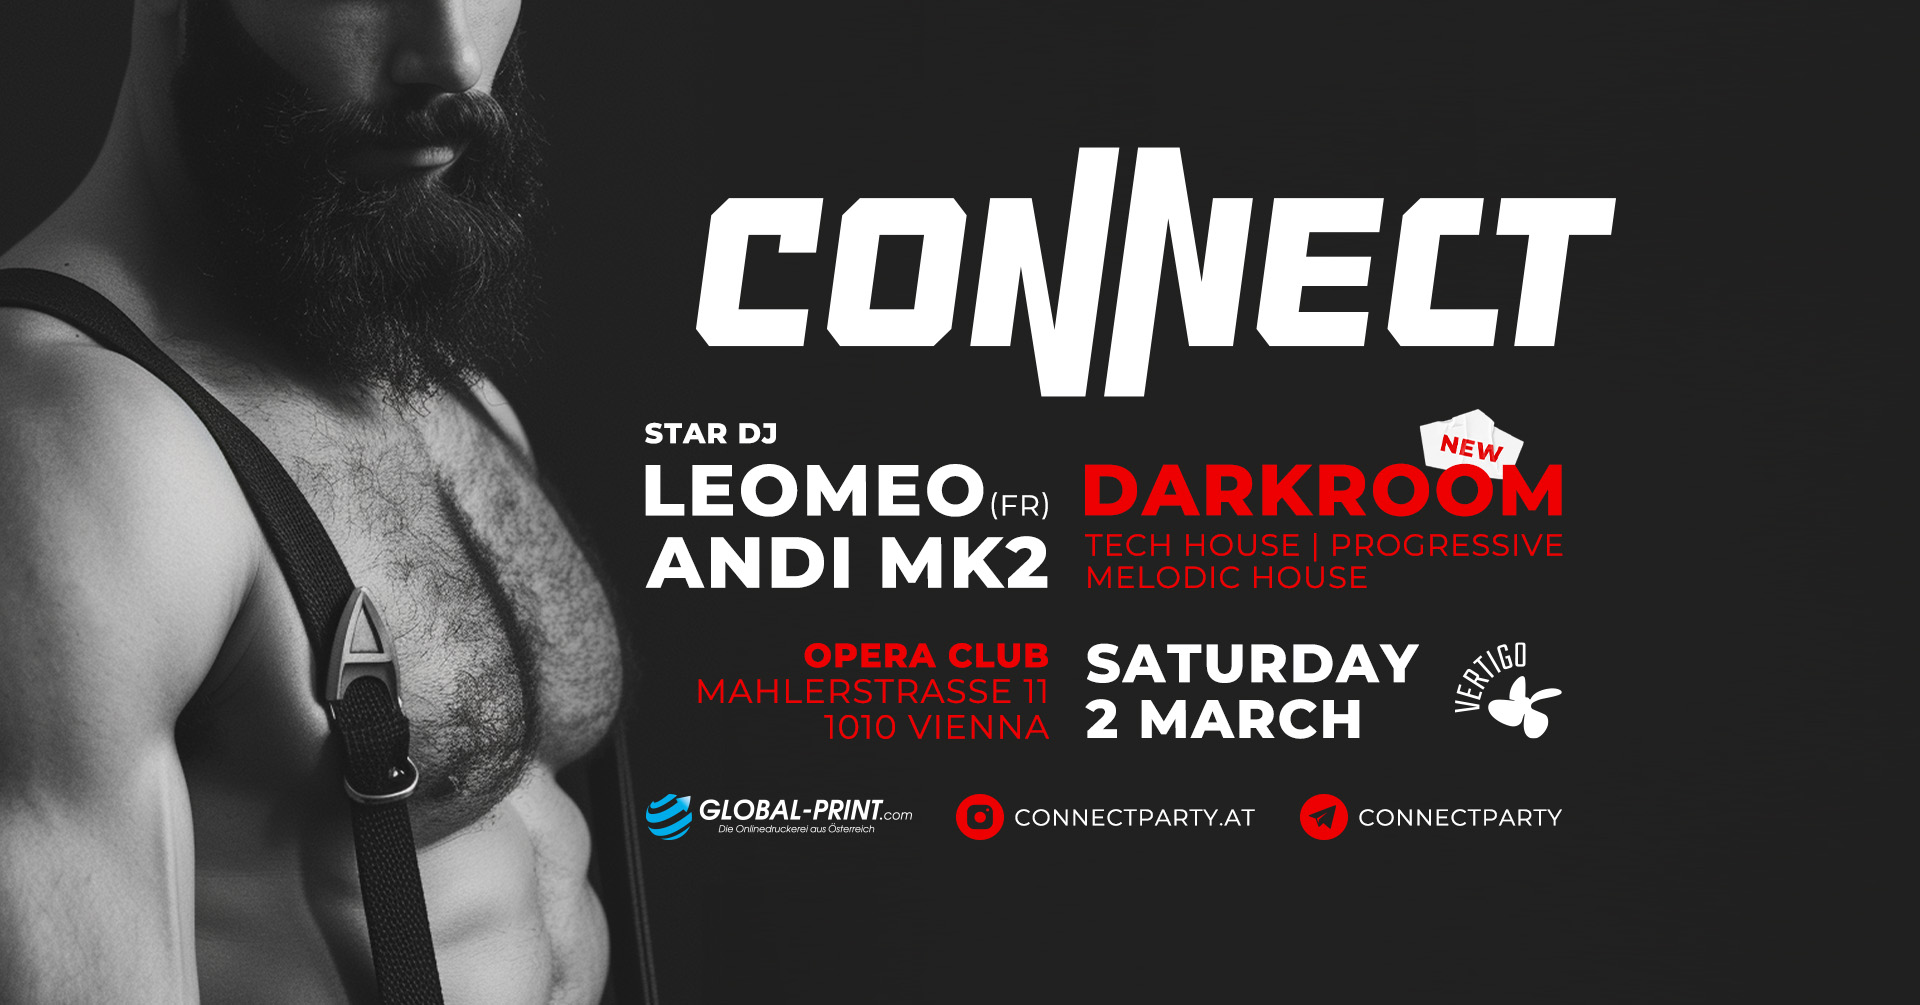 CONNECT
STAR DJ
LEOMEO (FR)
ANDI MK2
NEW
DARKROOM
TECH HOUSE | PROGRESSIVE
MELODIC HOUSE
OPERA CLUB
MAHLERSTRASSE 11
1010 VIENNA
SATURDAY
2 MARCH
VERTIGO
GLOBAL-PRINT.com
Die Onlinedruckerei aus Österreich
CONNECTPARTY.AT
CONNECTPARTY